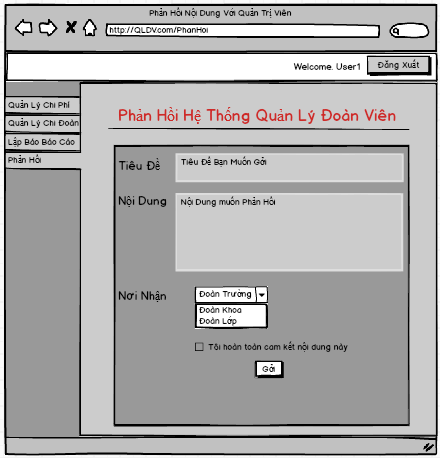 Phản Hồi Nội Dung Với Quản Trị Viên
http://QLDV.com/PhanHoi
Welcome. User1
Đăng Xuất
Quản Lý Chi Phí
Quản Lý Chi Đoàn
Lập Báo Báo Cáo
Phản Hồi
Phản Hồi Hệ Thống Quản Lý Đoàn Viên
Tiêu Đề
Tiêu Đề Bạn Muốn Gởi
Nội Dung
Nội Dung muốn Phản Hồi
Nơi Nhận
Đoàn Trường
Đoàn Khoa
Đoàn Lớp
Tôi hoàn toàn cam kết nội dung này
Gởi